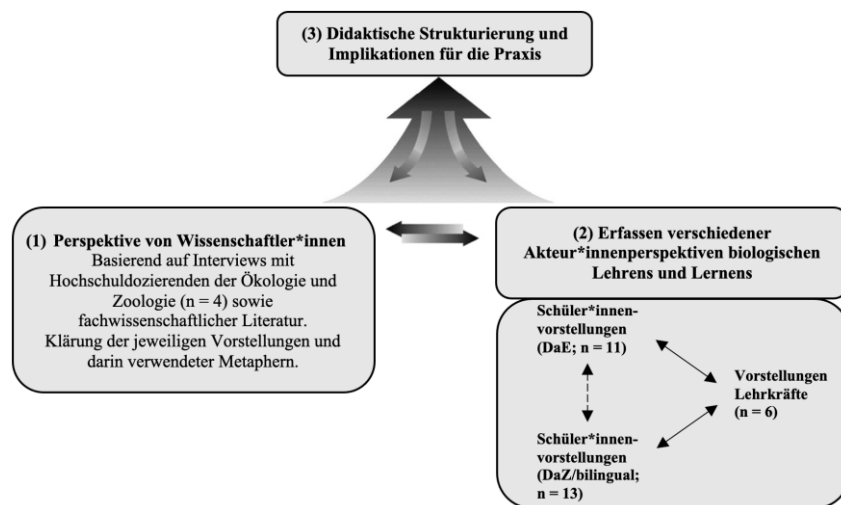 (3) Didaktische Strukturierung und
Implikationen für die Praxis
(1) Perspektive von Wissenschaftler*innen
Basierend auf Interviews mit
Hochschuldozierenden der Ökologie und
Zoologie (n = 4) sowie
fachwissenschaftlicher Literatur.
Klärung der jeweiligen Vorstellungen und
darin verwendeter Metaphern.
(2) Erfassen verschiedener
Akteur*innenperspektiven biologischen
Lehrens und Lernens
Schüler*innen-
vorstellungen
(DaE; n = 11)
Vorstellungen
Lehrkräfte
(n = 6)
Schüler*innen-
vorstellungen
(DaZ/bilingual;
n = 13)